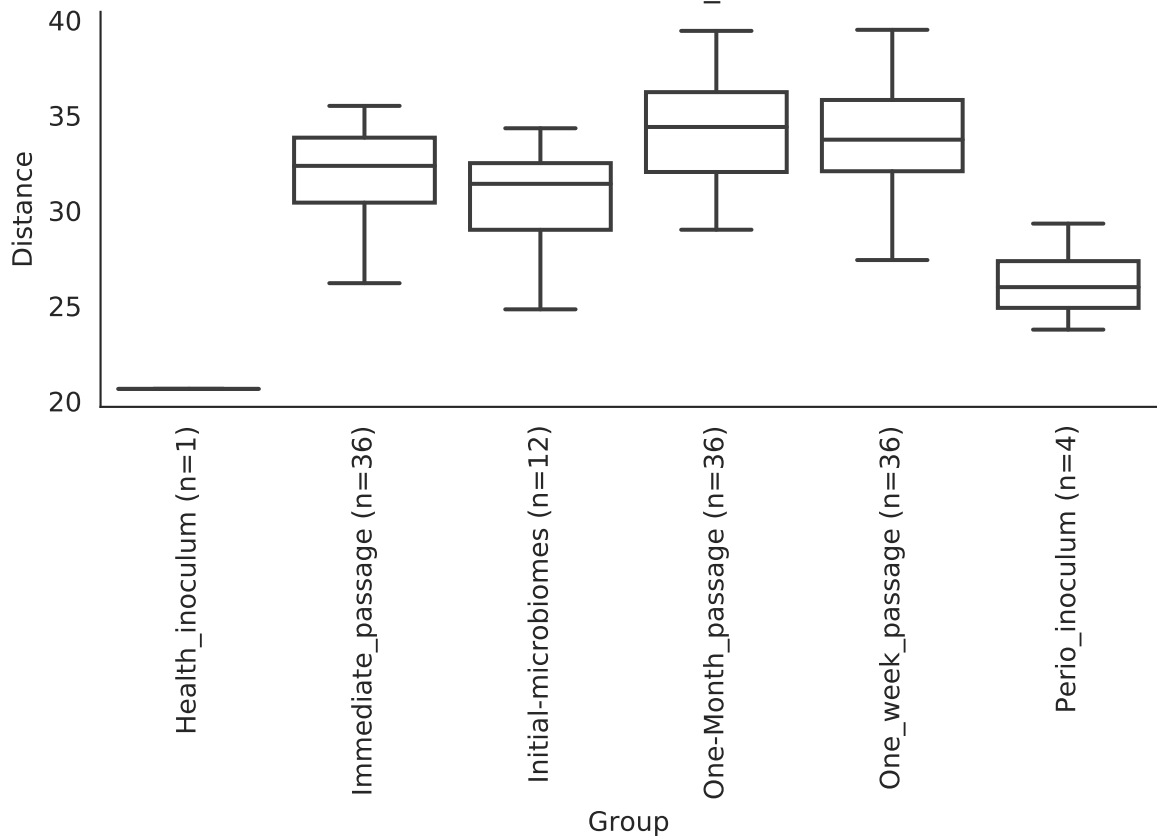 40
35
30
25
20
Distance
Health_inoculum (n=1)
Immediate_passage (n=36)
Initial-microbiomes (n=12)
One-Month_passage (n=36)
One_week_passage (n=36)
Perio_inoculum (n=4)
Group